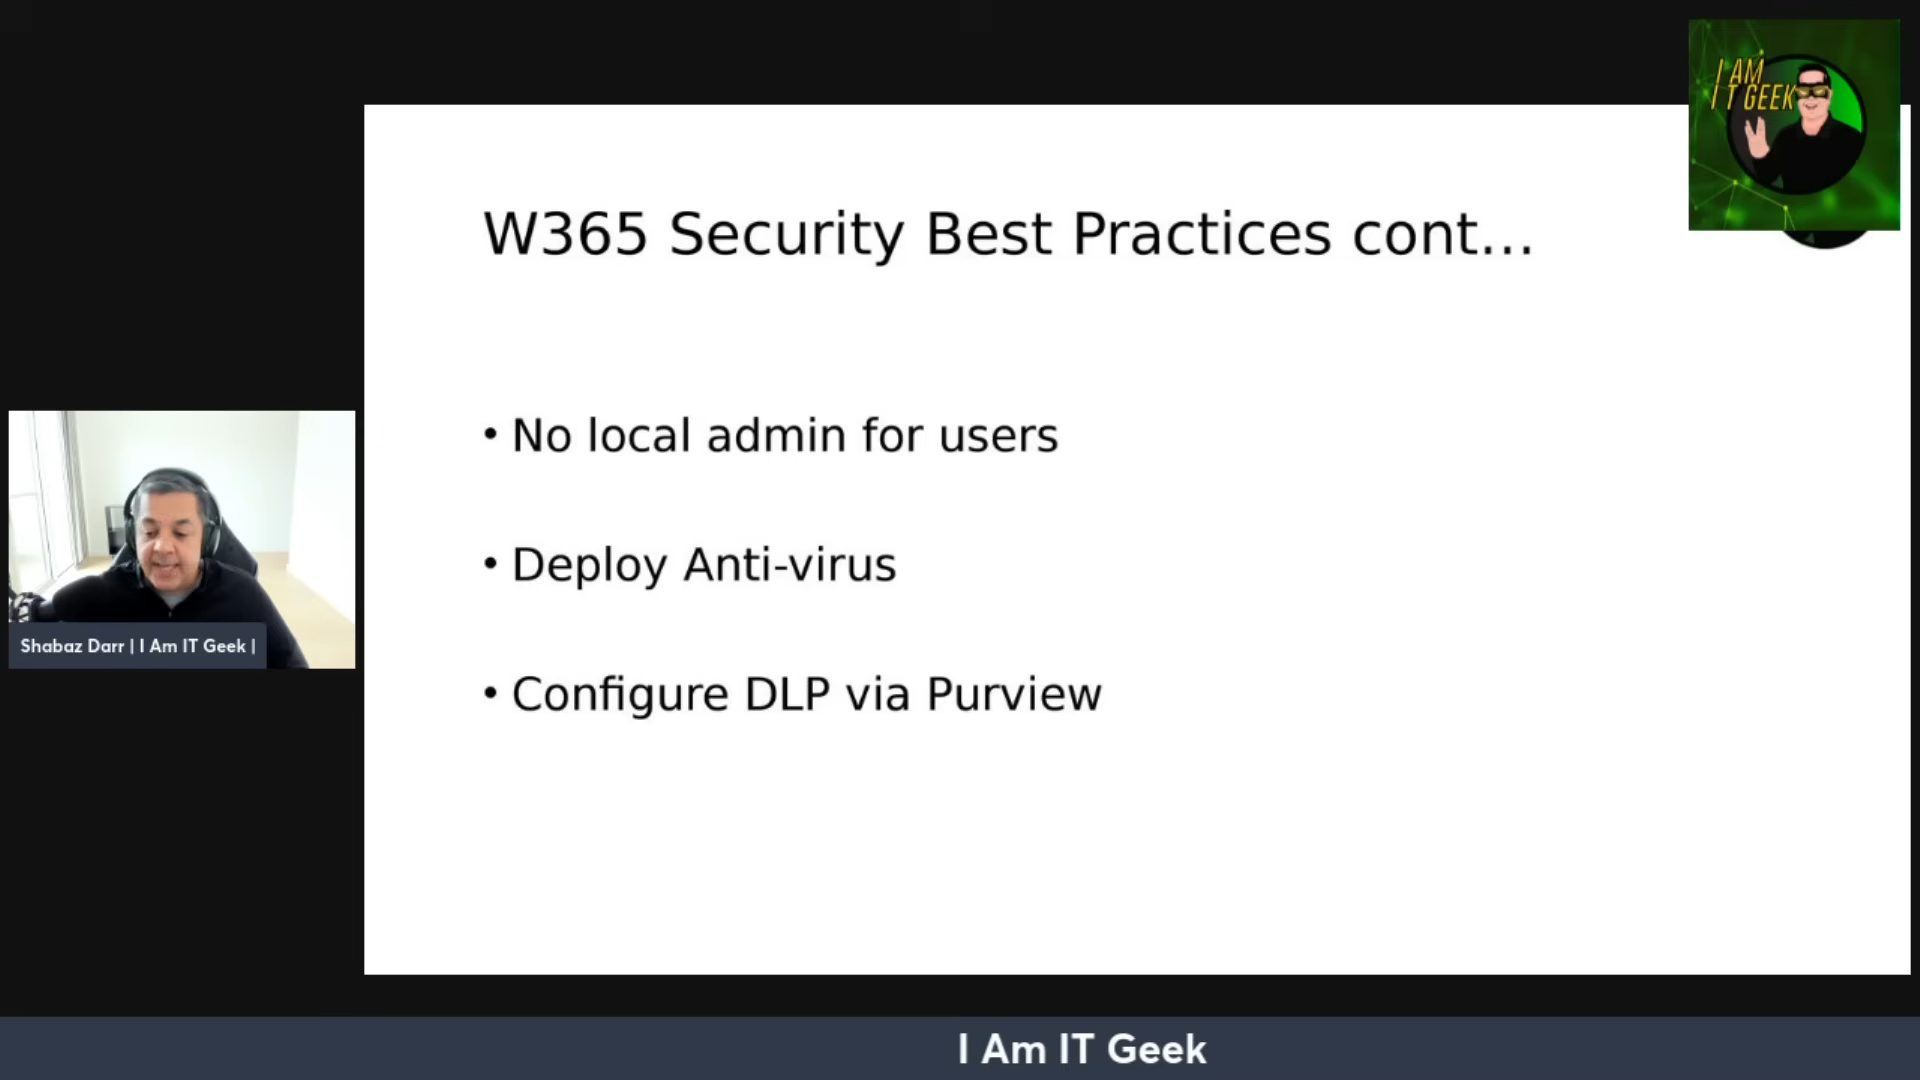 I AM
IT GEEK
W365 Security Best Practices cont...
• No local admin for users
• Deploy Anti-virus
• Configure DLP via Purview
Shabaz Darr | I Am IT Geek |
I Am IT Geek